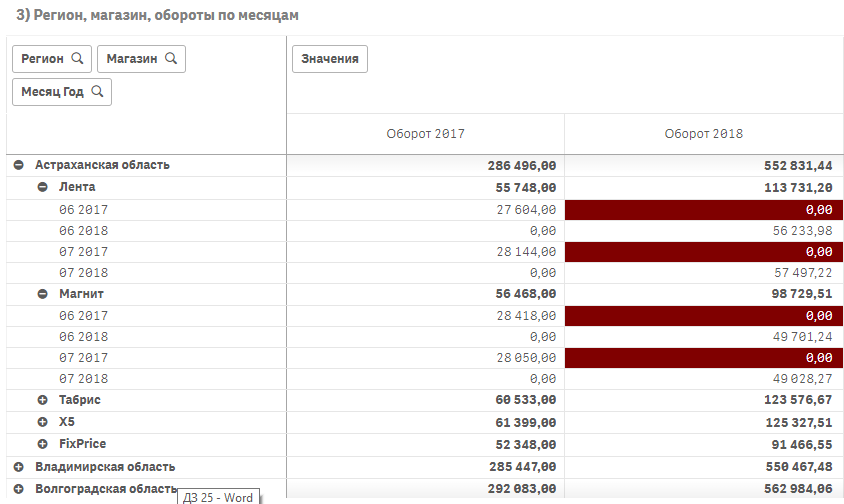 3) Регион, магазин, обороты по месяцам
Регион Магазин Значения
Месяц Год
Оборот 2017 Оборот 2018
Астраханская область 286 496,00 552 831,44
Лента 55 748,00 113 731,20
06 2017 27 604,00 0,00
06 2018 0,00 56 233,98
07 2017 28 144,00 0,00
07 2018 0,00 57 497,22
Магнит 56 468,00 98 729,51
06 2017 28 418,00 0,00
06 2018 0,00 49 701,24
07 2017 28 050,00 0,00
07 2018 0,00 49 028,27
Табрис 60 533,00 123 576,67
X5 61 399,00 125 327,51
FixPrice 52 348,00 91 466,55
Владимирская область 285 447,00 550 467,48
Волгоградская область 292 083,00 562 984,06
ДЗ 25 - Word